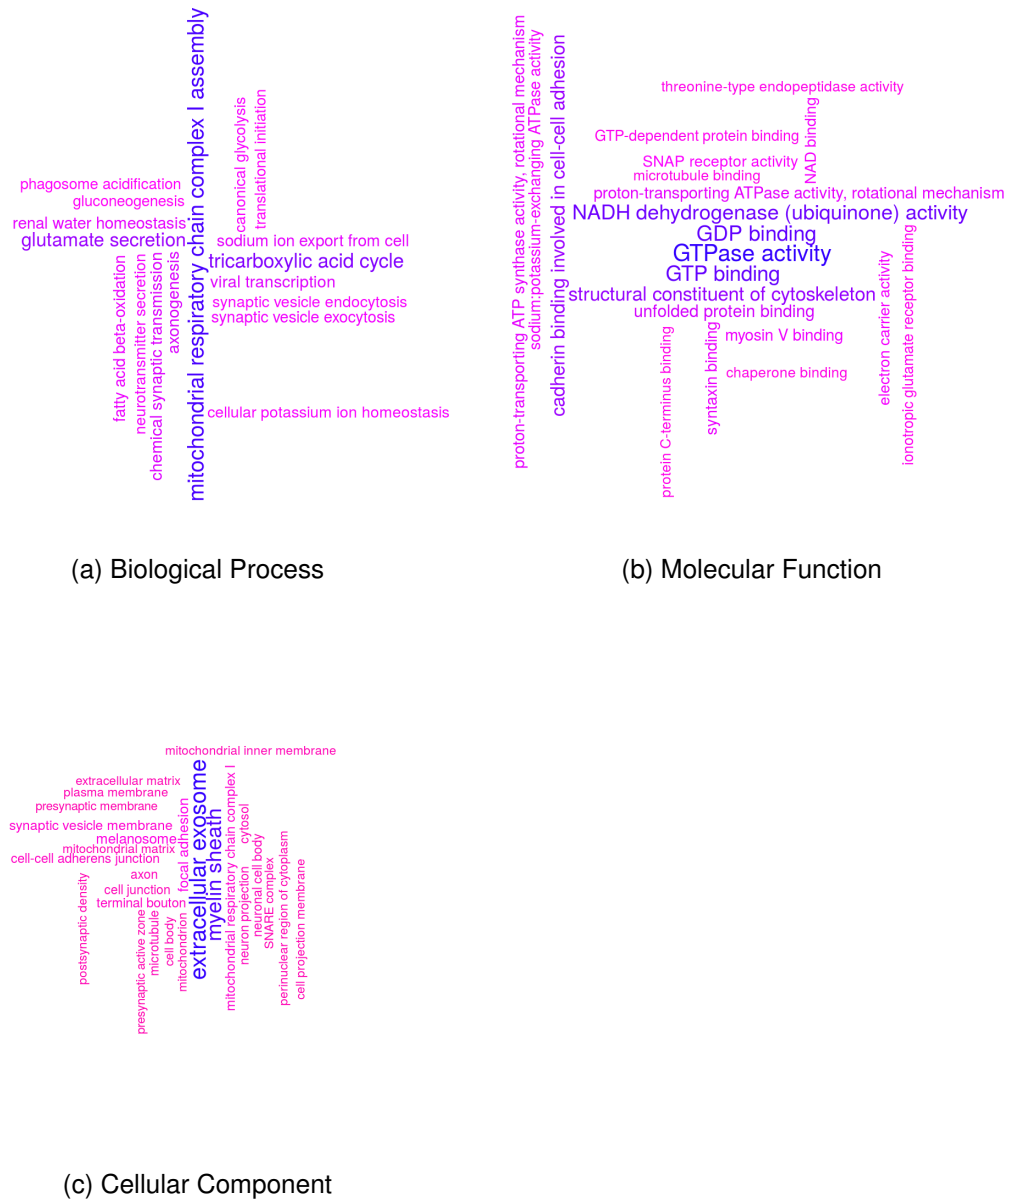 mitochondrial respiratory chain complex I assembly
canonical glycolysis
translational initiation
phagosome acidification
gluconeogenesis
renal water homeostasis
glutamate secretion
sodium ion export from cell
tricarboxylic acid cycle
viral transcription
synaptic vesicle endocytosis
synaptic vesicle exocytosis
fatty acid beta-oxidation
neurotransmitter secretion
chemical synaptic transmission
axonogenesis
cellular potassium ion homeostasis
(a) Biological Process
proton-transporting ATP synthase activity, rotational mechanism
sodium:potassium-exchanging ATPase activity
cadherin binding involved in cell-cell adhesion
threonine-type endopeptidase activity
NAD binding
GTP-dependent protein binding
SNAP receptor activity
microtubule binding
proton-transporting ATPase activity, rotational mechanism
NADH dehydrogenase (ubiquinone) activity
GDP binding
GTPase activity
GTP binding
structural constituent of cytoskeleton
unfolded protein binding
myosin V binding
chaperone binding
protein C-terminus binding
syntaxin binding
electron carrier activity
ionotropic glutamate receptor binding
(b) Molecular Function
mitochondrial inner membrane
extracellular matrix
plasma membrane
presynaptic membrane
synaptic vesicle membrane
melanosome
mitochondrial matrix
cell-cell adherens junction
axon
cell junction
terminal bouton
postsynaptic density
presynaptic active zone
microtubule
cell body
mitochondrion
focal adhesion
extracellular exosome
myelin sheath
mitochondrial respiratory chain complex I
neuron projection
cytosol
neuronal cell body
SNARE complex
perinuclear region of cytoplasm
cell projection membrane
(c) Cellular Component